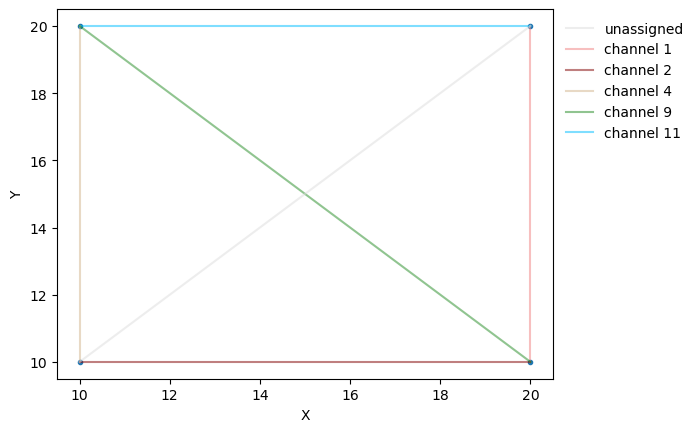 20
18
16
14
12
10
Y
10 12 14 16 18 20
X
unassigned
channel 1
channel 2
channel 4
channel 9
channel 11